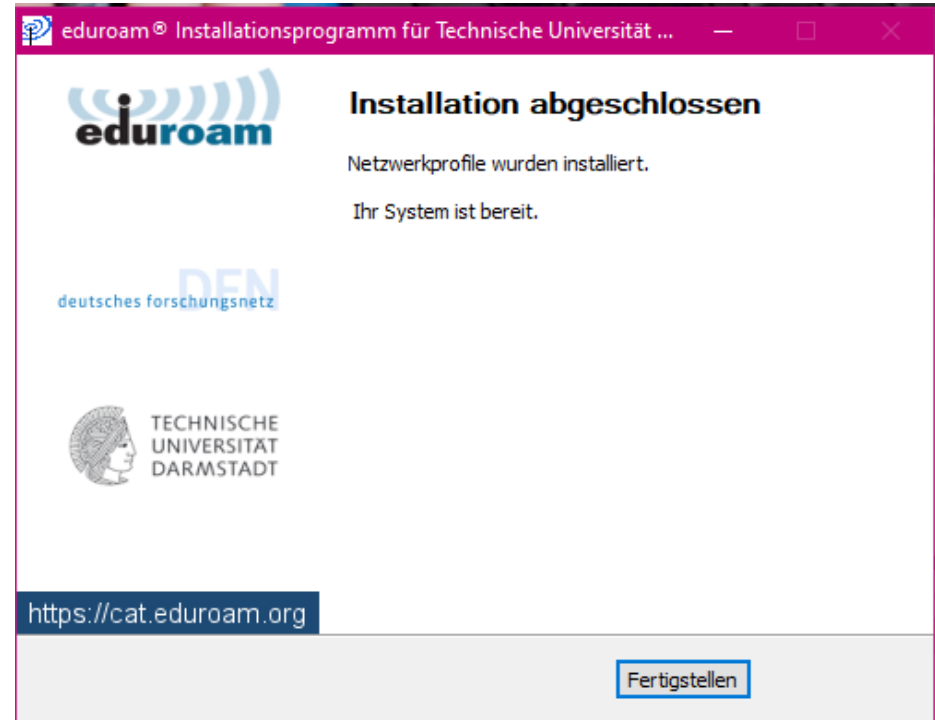 eduroam® Installationsprogramm für Technische Universität ...
eduroam
Installation abgeschlossen
Netzwerkprofile wurden installiert.
Ihr System ist bereit.
DFN
deutsches forschungsnetz
TECHNISCHE
UNIVERSITÄT
DARMSTADT
https://cat.eduroam.org
Fertigstellen